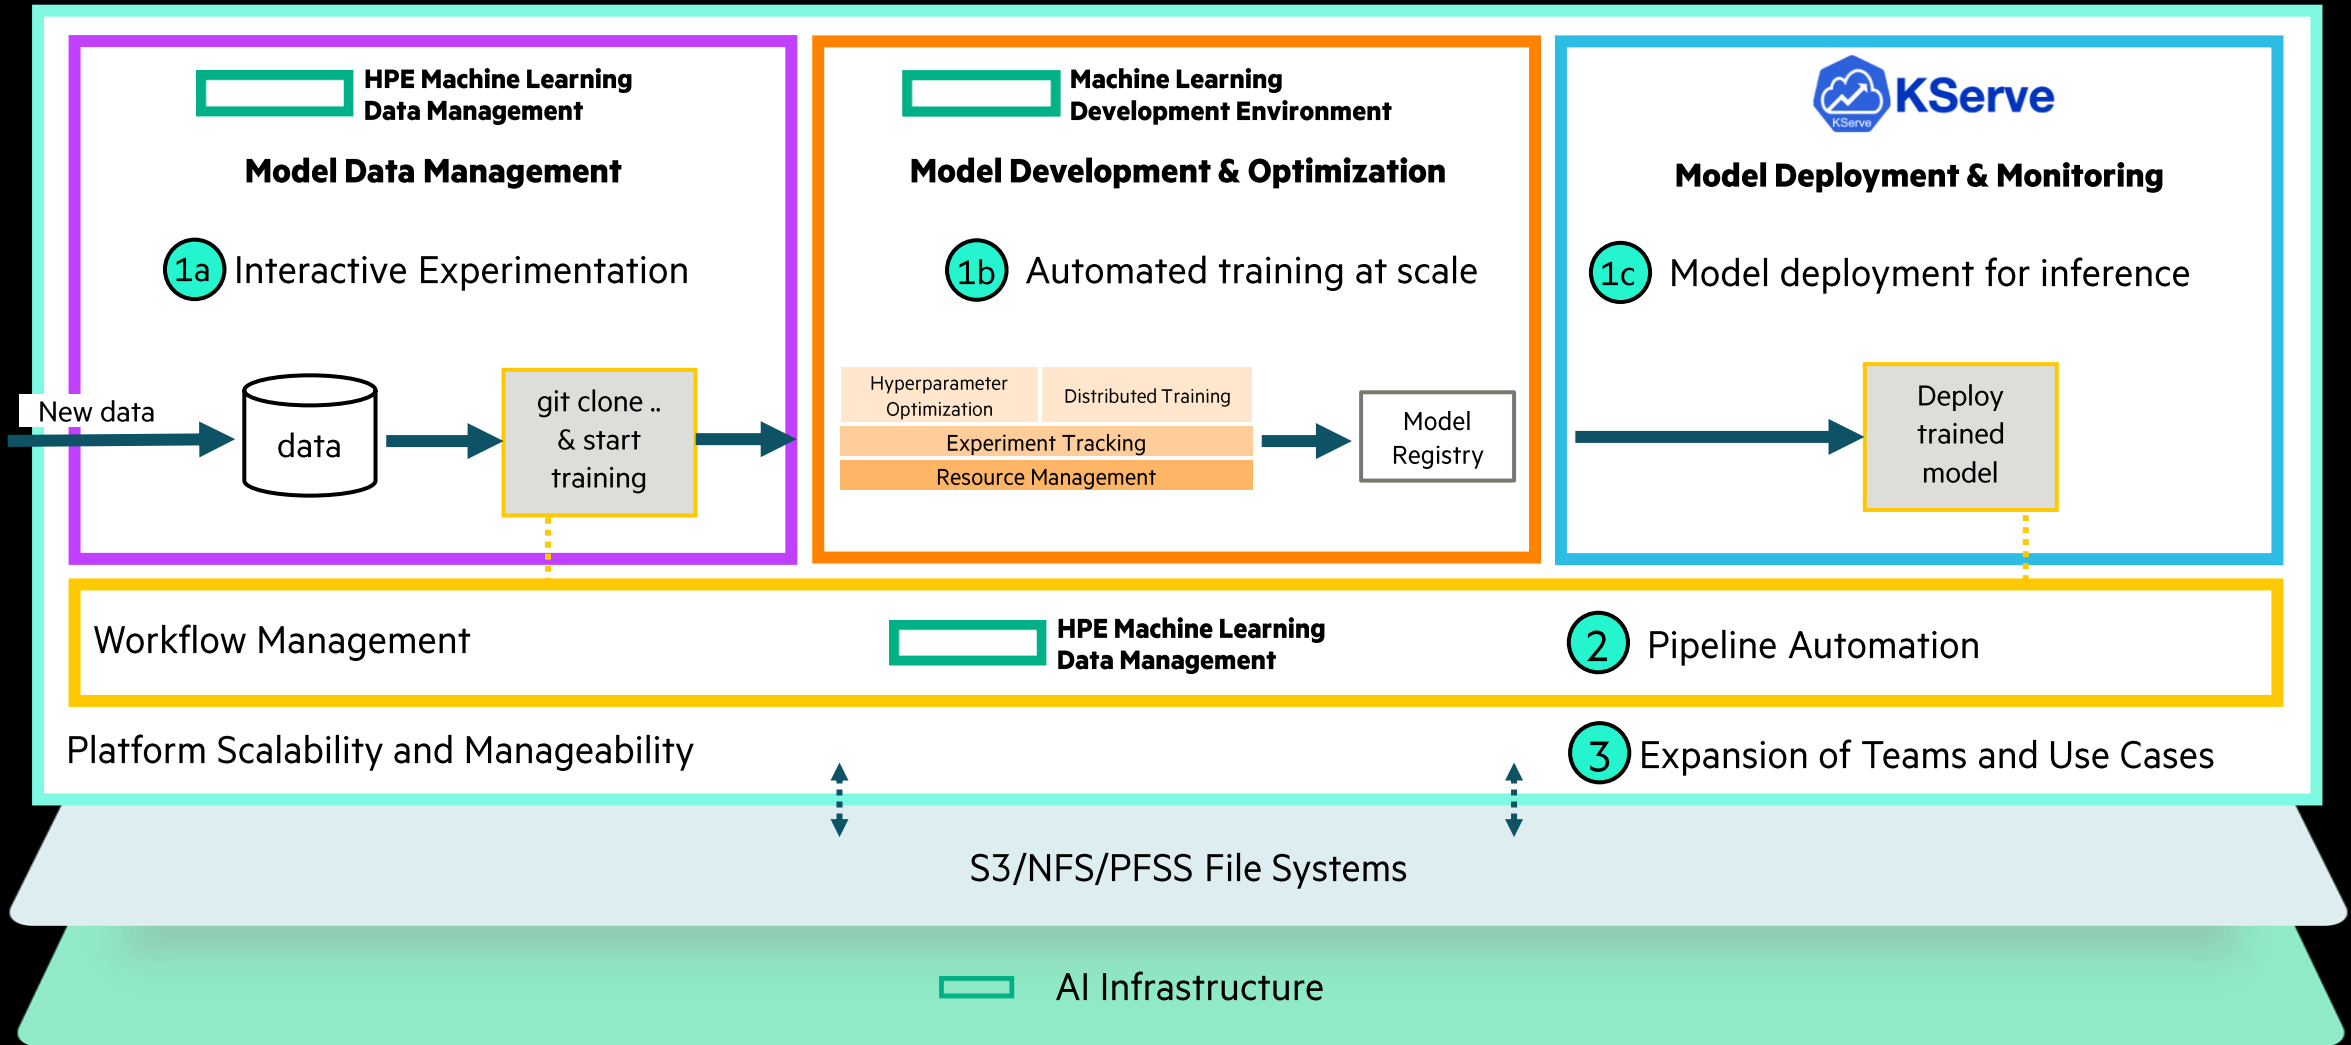 HPE Machine Learning
Data Management
Model Data Management
1a Interactive Experimentation
New data
data
git clone ..
& start
training
Machine Learning
Development Environment
Model Development & Optimization
1b Automated training at scale
Hyperparameter
Optimization
Distributed Training
Experiment Tracking
Resource Management
Model
Registry
KServe
KServe
Model Deployment & Monitoring
1c Model deployment for inference
Deploy
trained
model
Workflow Management
HPE Machine Learning
Data Management
2 Pipeline Automation
Platform Scalability and Manageability
3 Expansion of Teams and Use Cases
S3/NFS/PFSS File Systems
AI Infrastructure